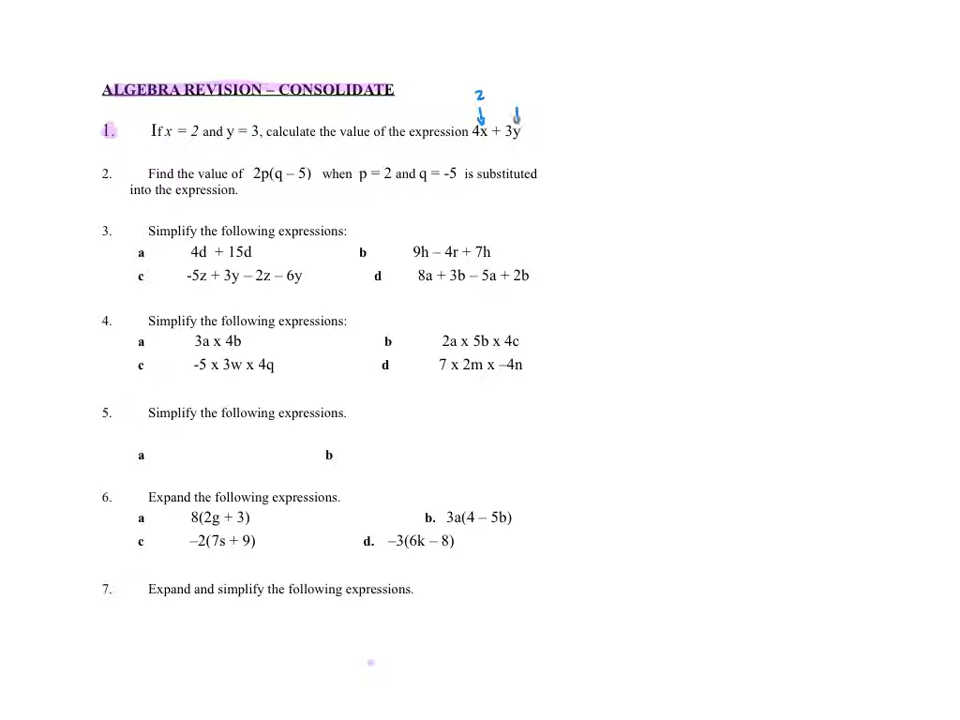 ALGEBRA REVISION – CONSOLIDATE
2
1. If x = 2 and y = 3, calculate the value of the expression 4x + 3y
2. Find the value of 2p(q – 5) when p = 2 and q = -5 is substituted
into the expression.
3. Simplify the following expressions:
a 4d + 15d b 9h – 4r + 7h
c -5z + 3y – 2z – 6y d 8a + 3b – 5a + 2b
4. Simplify the following expressions:
a 3a x 4b b 2a x 5b x 4c
c -5 x 3w x 4q d 7 x 2m x –4n
5. Simplify the following expressions.
a b
6. Expand the following expressions.
a 8(2g + 3) b. 3a(4 – 5b)
c –2(7s + 9) d. –3(6k – 8)
7. Expand and simplify the following expressions.